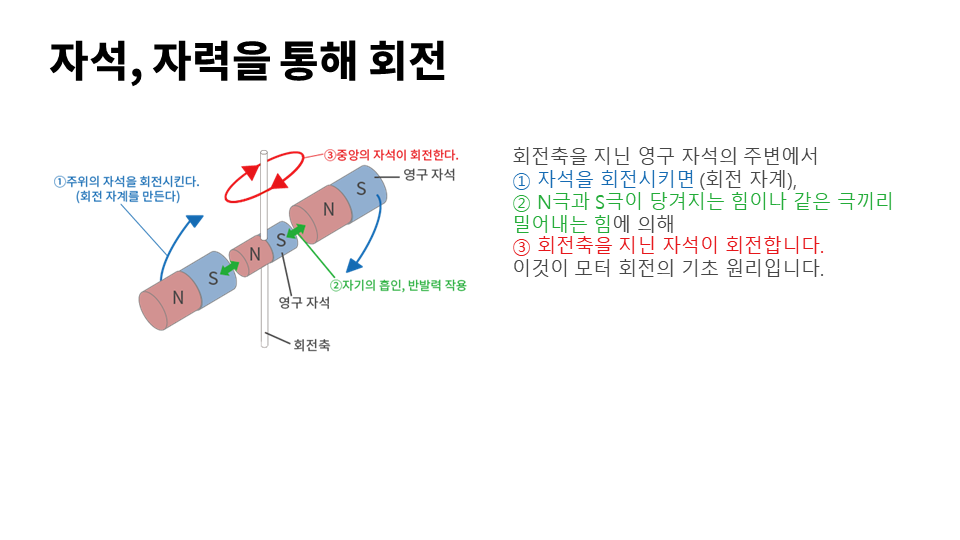 자석, 자력을 통해 회전
③중앙의 자석이 회전한다.
영구 자석
①주위의 자석을 회전시킨다.
(회전 자계를 만든다)
S
N
S
N
S
N
②자기의 흡인, 반발력 작용
영구 자석
회전축
회전축을 지닌 영구 자석의 주변에서
① 자석을 회전시키면 (회전 자계),
② N극과 S극이 당겨지는 힘이나 같은 극끼리
밀어내는 힘에 의해
③ 회전축을 지닌 자석이 회전합니다.
이것이 모터 회전의 기초 원리입니다.